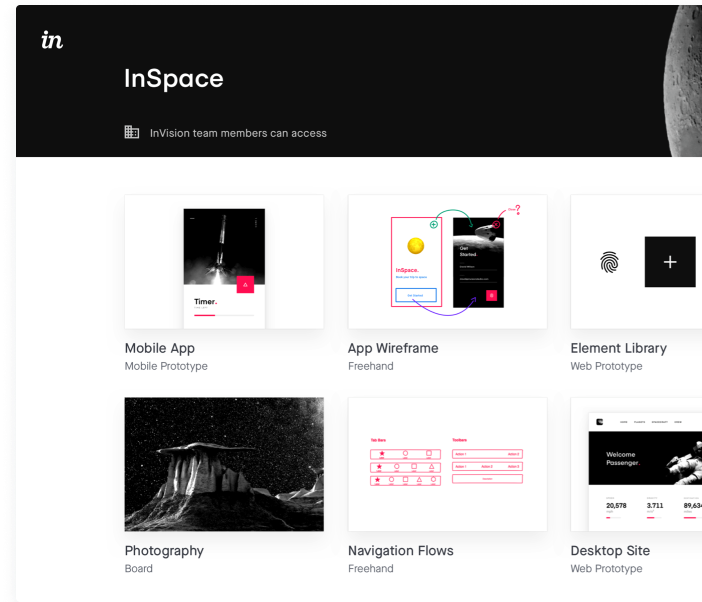 in
InSpace
InVision team members can access
Timer.
InSpace.
Get Started
Get
Started.
Mobile App
Mobile Prototype
App Wireframe
Freehand
Element Library
Web Prototype
Tab Bars
Toolbars
Welcome
Passenger.
20,578
3.711
89,634
Photography
Board
Navigation Flows
Freehand
Desktop Site
Web Prototype